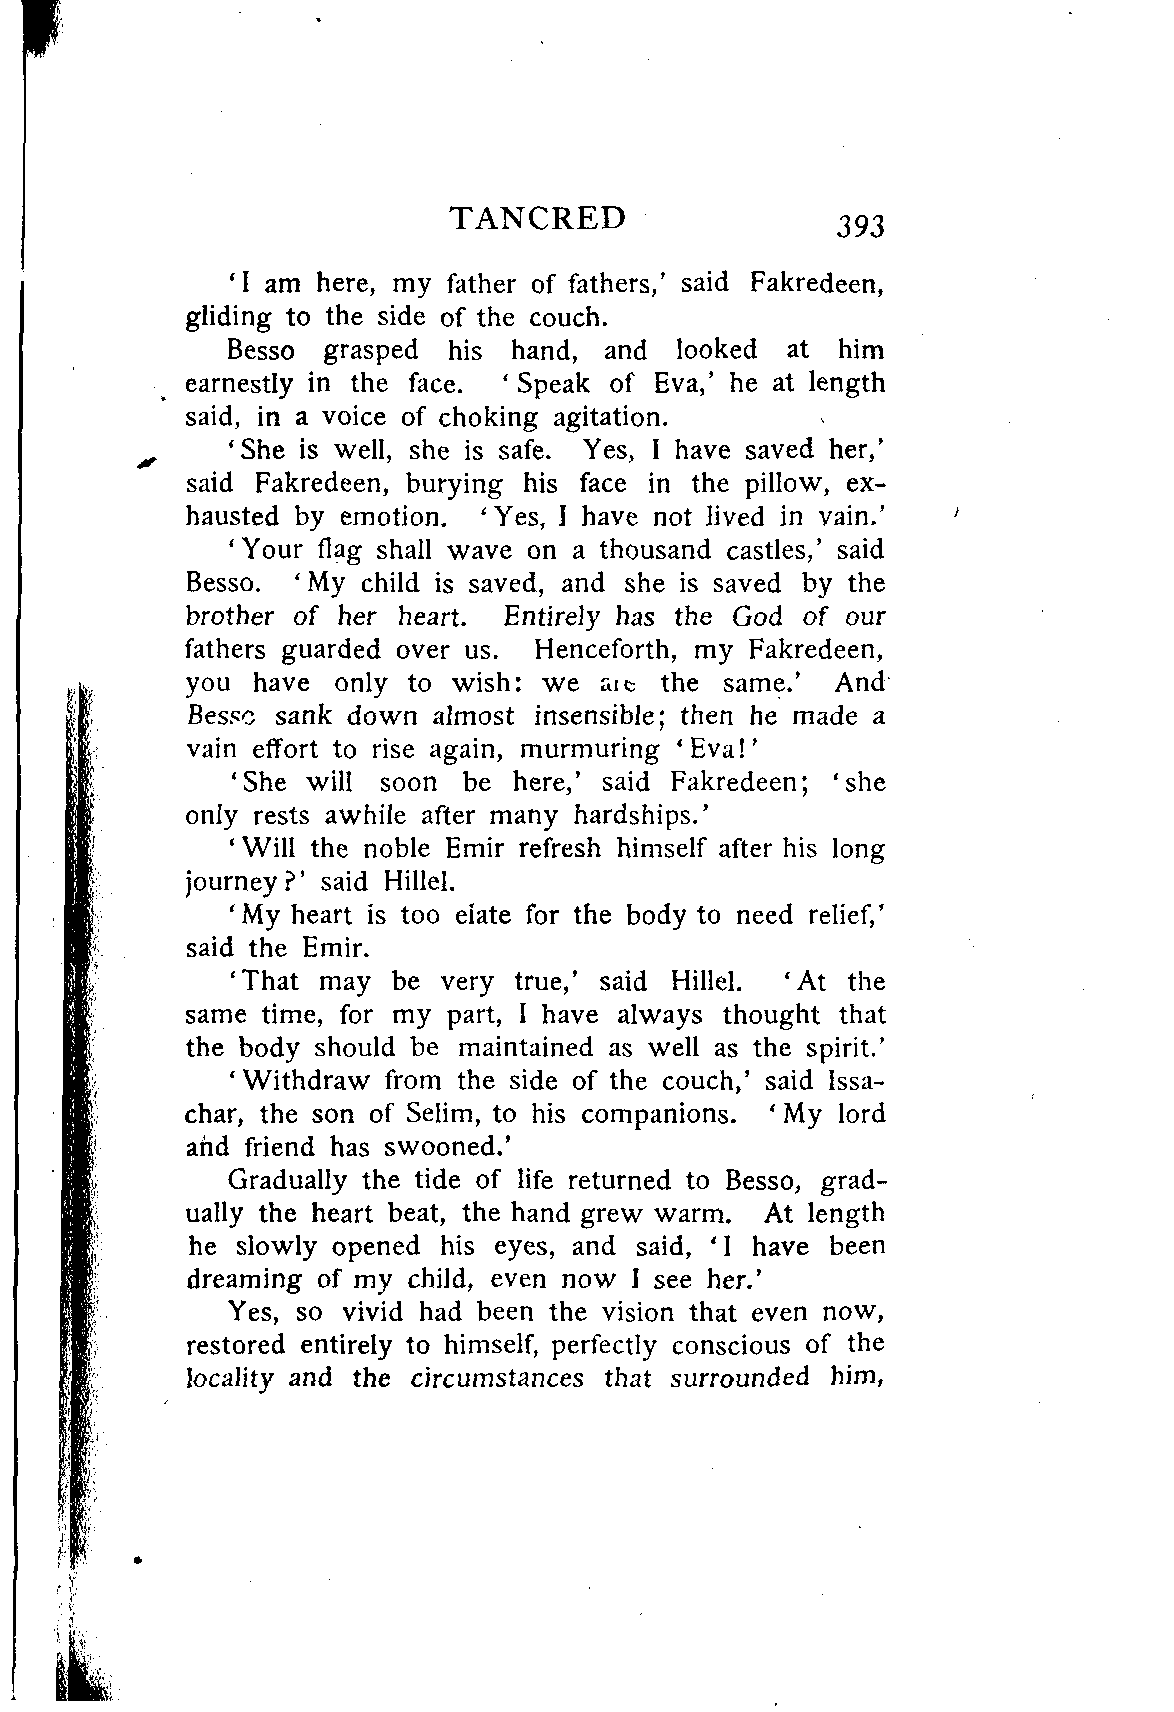 TANCRED 393
‘I am here, my father of fathers,’ said Fakredeen,
gliding to the side of the couch.
Besso grasped his hand, and looked at him
earnestly in the face. ‘Speak of Eva,’ he at length
said, in a voice of choking agitation.
‘She is well, she is safe. Yes, I have saved her,’
said Fakredeen, burying his face in the pillow, ex-
hausted by emotion. ‘Yes, I have not lived in vain.’
‘Your flag shall wave on a thousand castles,’ said
Besso. ‘My child is saved, and she is saved by the
brother of her heart. Entirely has the God of our
fathers guarded over us. Henceforth, my Fakredeen,
you have only to wish: we are the same.’ And
Besso sank down almost insensible; then he made a
vain effort to rise again, murmuring ‘Eva!’
‘She will soon be here,’ said Fakredeen; ‘she
only rests awhile after many hardships.’
‘Will the noble Emir refresh himself after his long
journey?’ said Hillel.
‘My heart is too elate for the body to need relief,’
said the Emir.
‘That may be very true,’ said Hillel. ‘At the
same time, for my part, I have always thought that
the body should be maintained as well as the spirit.’
‘Withdraw from the side of the couch,’ said Issa-
char, the son of Selim, to his companions. ‘My lord
and friend has swooned.’
Gradually the tide of life returned to Besso, grad-
ually the heart beat, the hand grew warm. At length
he slowly opened his eyes, and said, ‘I have been
dreaming of my child, even now I see her.’
Yes, so vivid had been the vision that even now,
restored entirely to himself, perfectly conscious of the
locality and the circumstances that surrounded him,